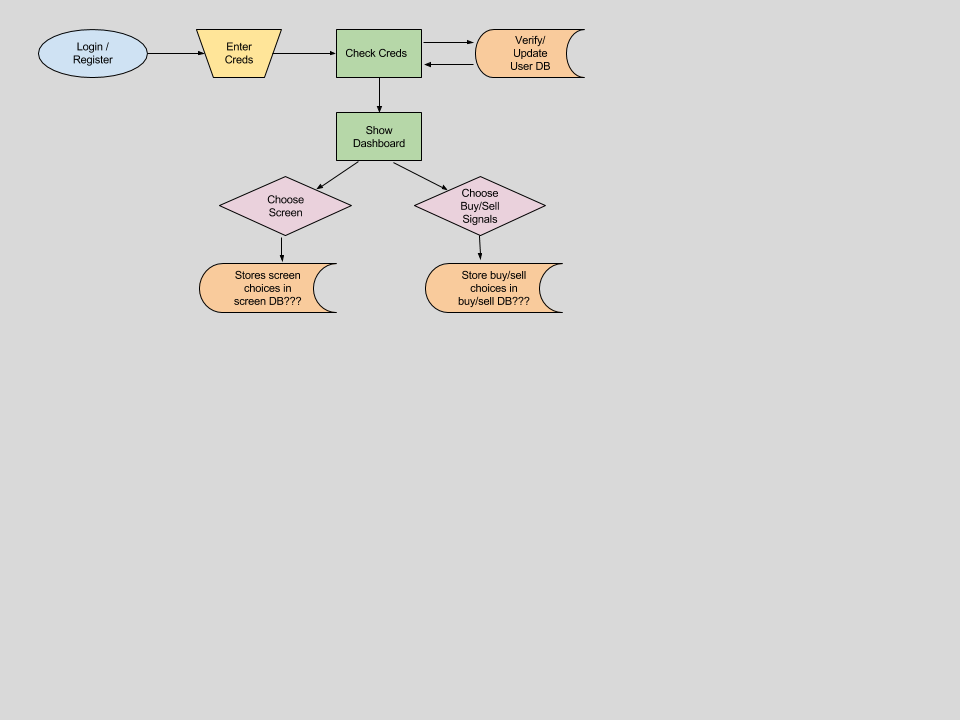 Login /
Register
Enter
Creds
Check Creds
Verify/
Update
User DB
Show
Dashboard
Choose
Screen
Choose
Buy/Sell
Signals
Stores screen
choices in
screen DB???
Store buy/sell
choices in
buy/sell DB???